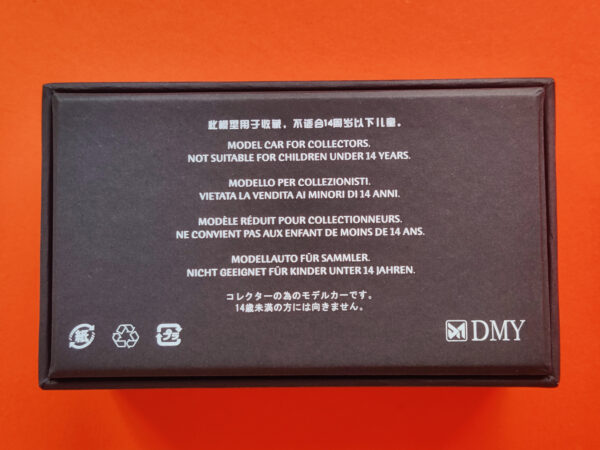 此模型用于收藏，不适合14周岁以下儿童。
MODEL CAR FOR COLLECTORS.
NOT SUITABLE FOR CHILDREN UNDER 14 YEARS.
MODELLO PER COLLEZIONISTI.
VIETATA LA VENDITA AI MINORI DI 14 ANNI.
MODÈLE RÉDUIT POUR COLLECTIONNEURS.
NE CONVIENT PAS AUX ENFANT DE MOINS DE 14 ANS.
MODELLAUTO FÜR SAMMLER.
NICHT GEEIGNET FÜR KINDER UNTER 14 JAHREN.
コレクターの為のモデルカーです。
14歳未満の方には向きません。
紙 プラ DMY